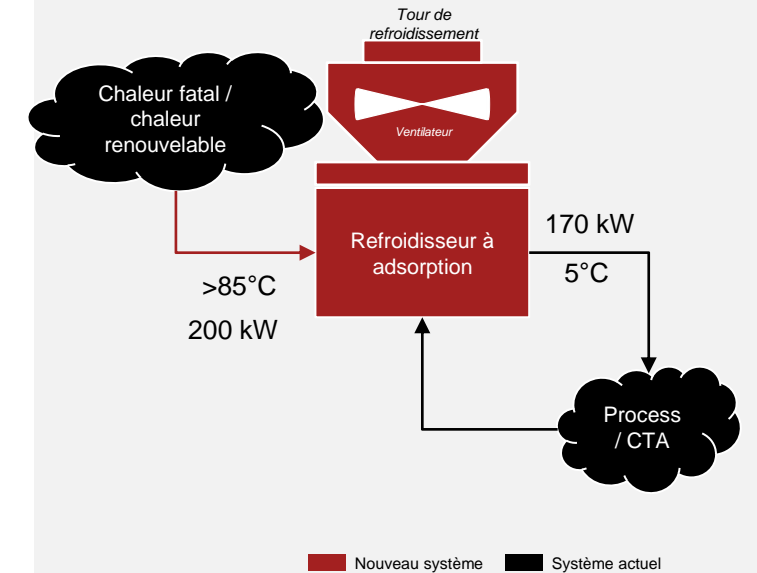 Tour de
refroidissement
Chaleur fatal /
chaleur
renouvelable
Ventilateur
Refroidisseur à
adsorption
170 kW
5°C
>85°C
200 kW
Process
/ CTA
Nouveau système
Système actuel